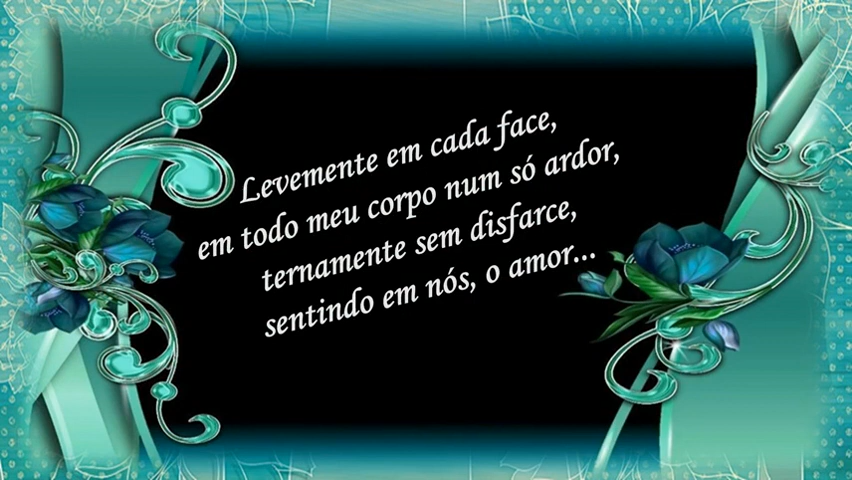 Levemente em cada face,
em todo meu corpo num só ardor,
ternamente sem disfarce,
sentindo em nós, o amor...